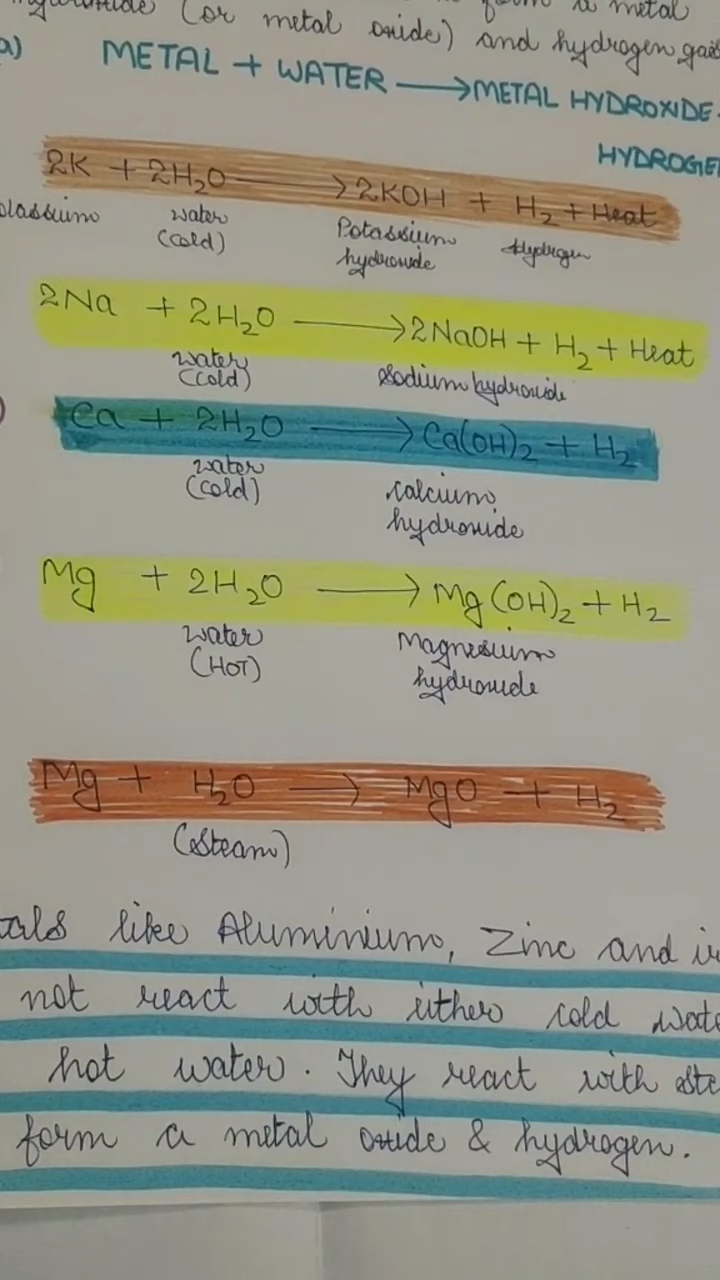 (or metal oxide) and hydrogen gas
a) METAL + WATER ⟶ METAL HYDROXIDE
HYDROGE
2K + 2H₂O ⟶ 2KOH + H₂ + Heat
water Potassium Hydrogen
(cold) hydroxide
2Na + 2H₂O ⟶ 2NaOH + H₂ + Heat
water Sodium hydroxide
(cold)
Ca + 2H₂O ⟶ Ca(OH)₂ + H₂
water calcium
(cold) hydroxide
Mg + 2H₂O ⟶ Mg(OH)₂ + H₂
water Magnesium
(HOT) hydroxide
Mg + H₂O ⟶ MgO + H₂
(steam)
like Aluminium, Zinc and
not react with either cold
hot water. They react with
form a metal oxide & hydrogen.